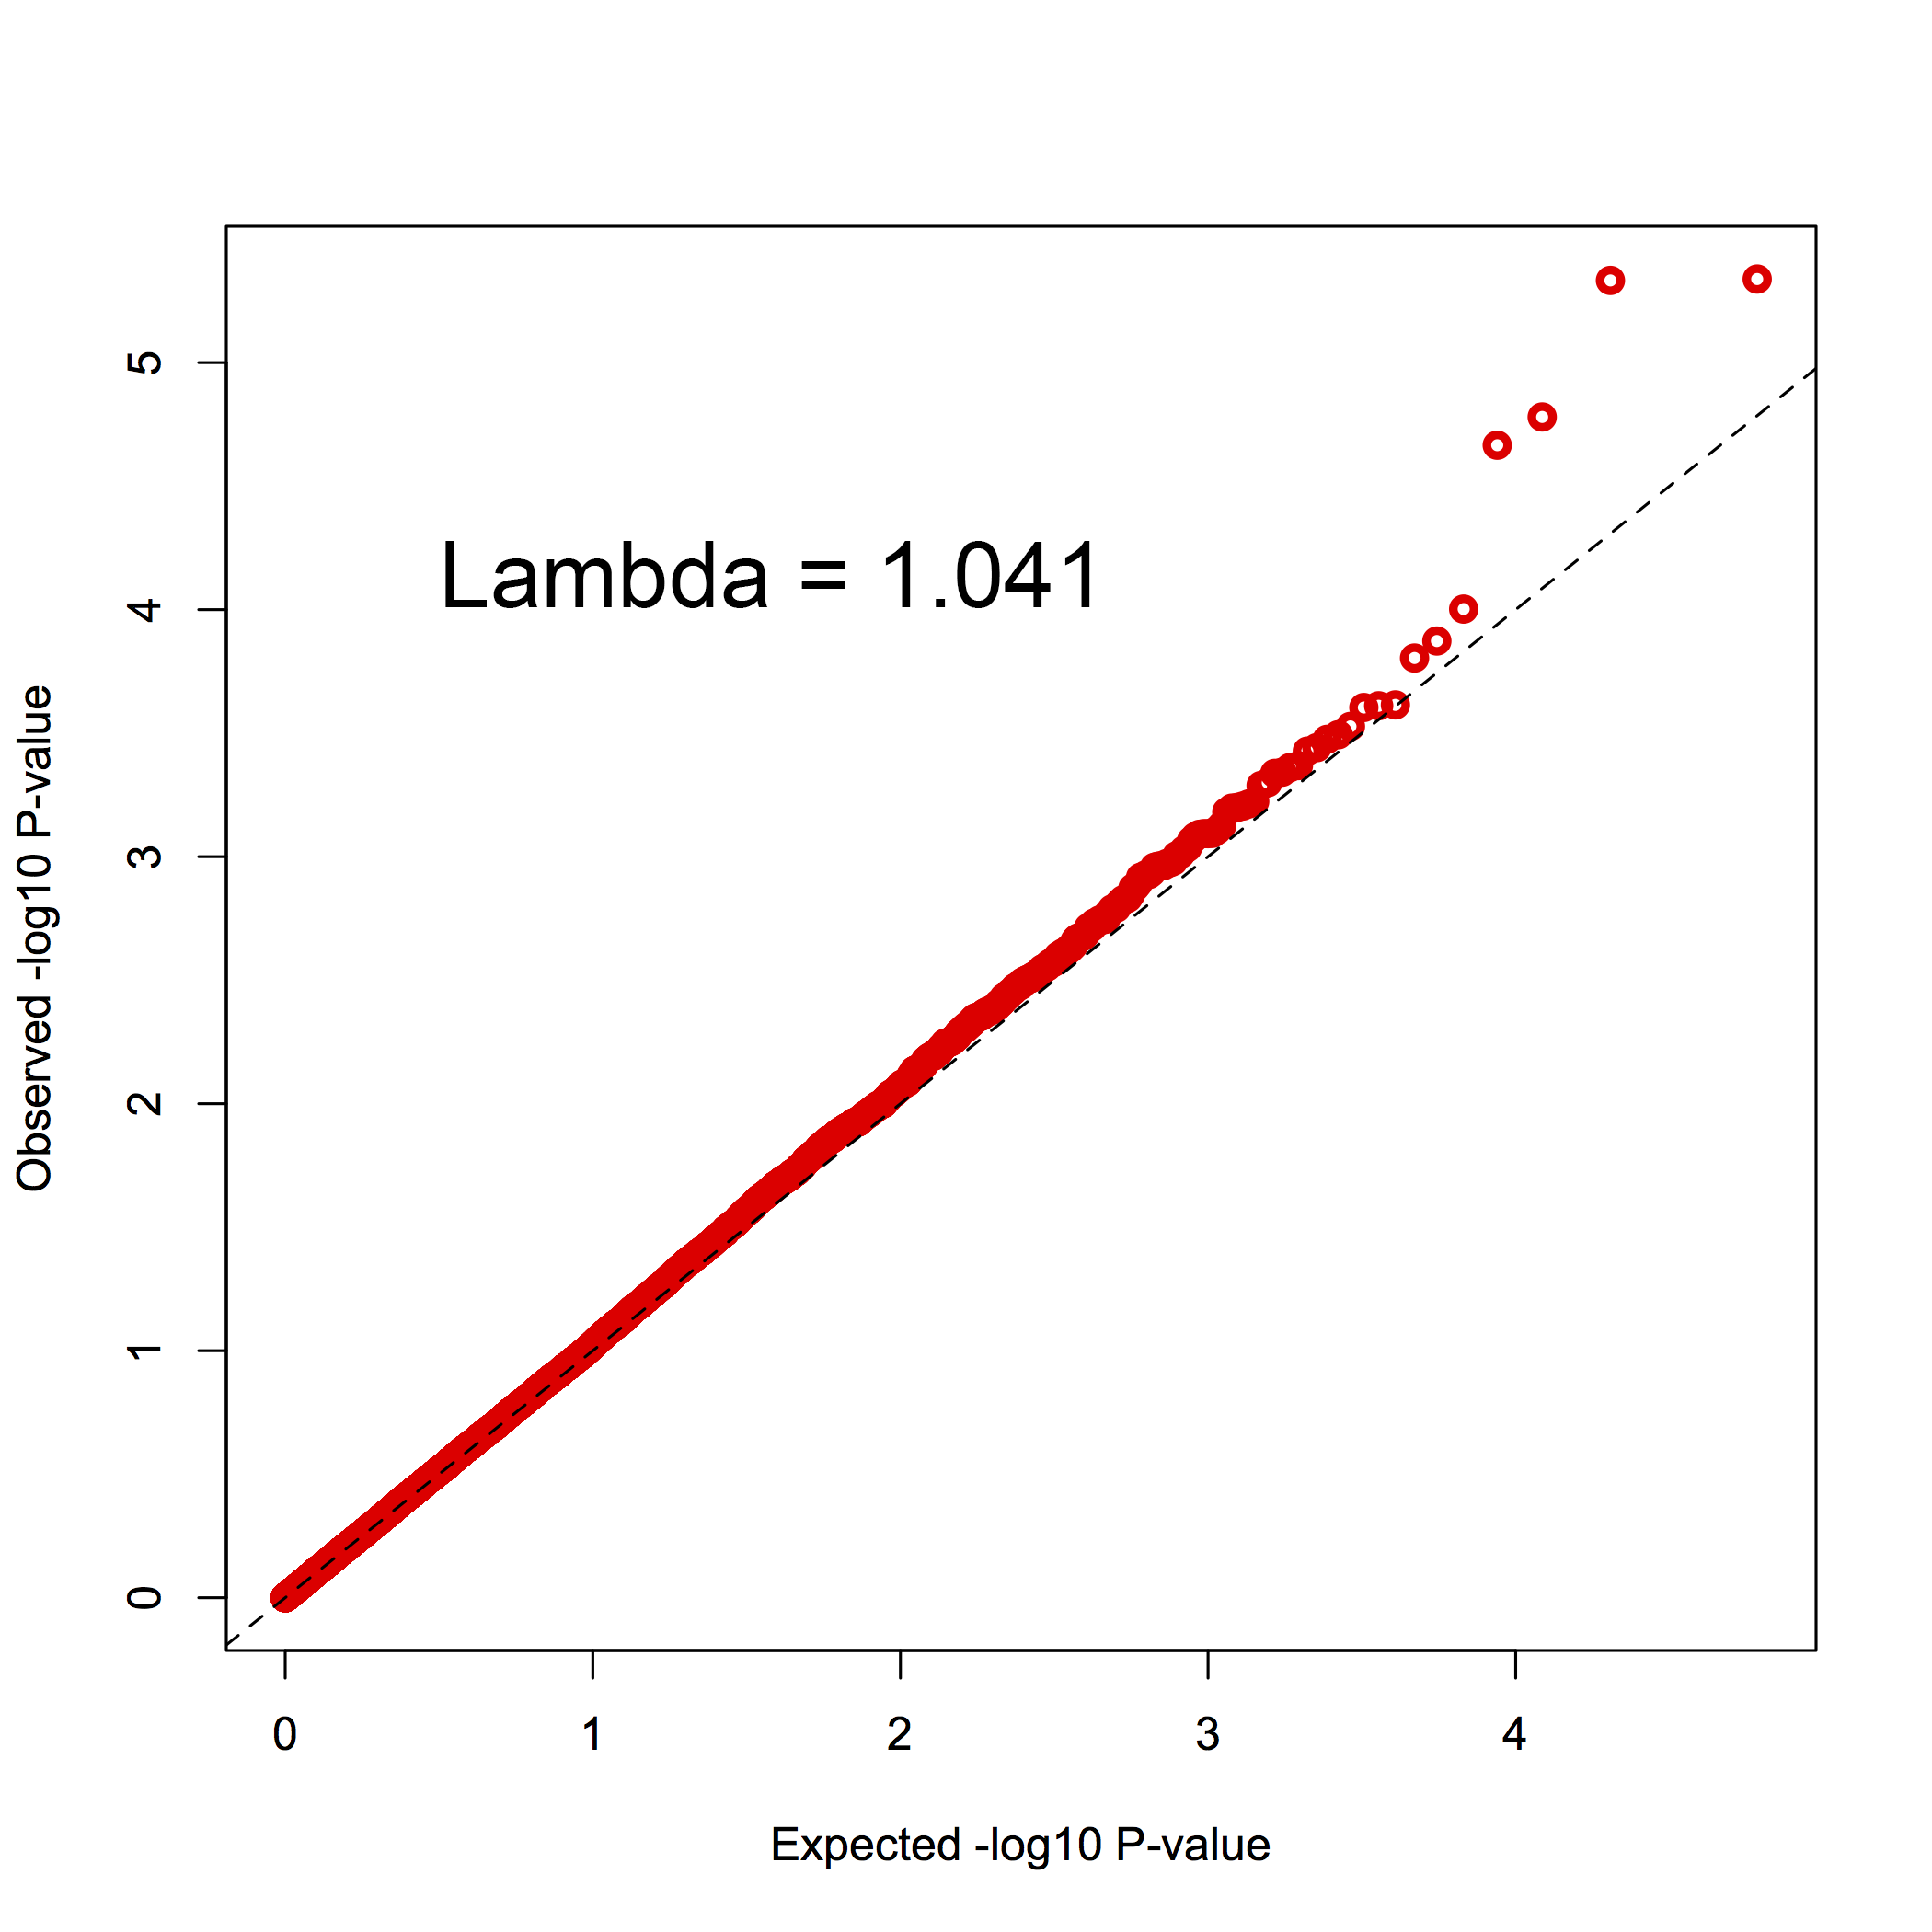 Lambda = 1.041
Observed -log10 P-value
5
4
3
2
1
0
0 1 2 3 4
Expected -log10 P-value